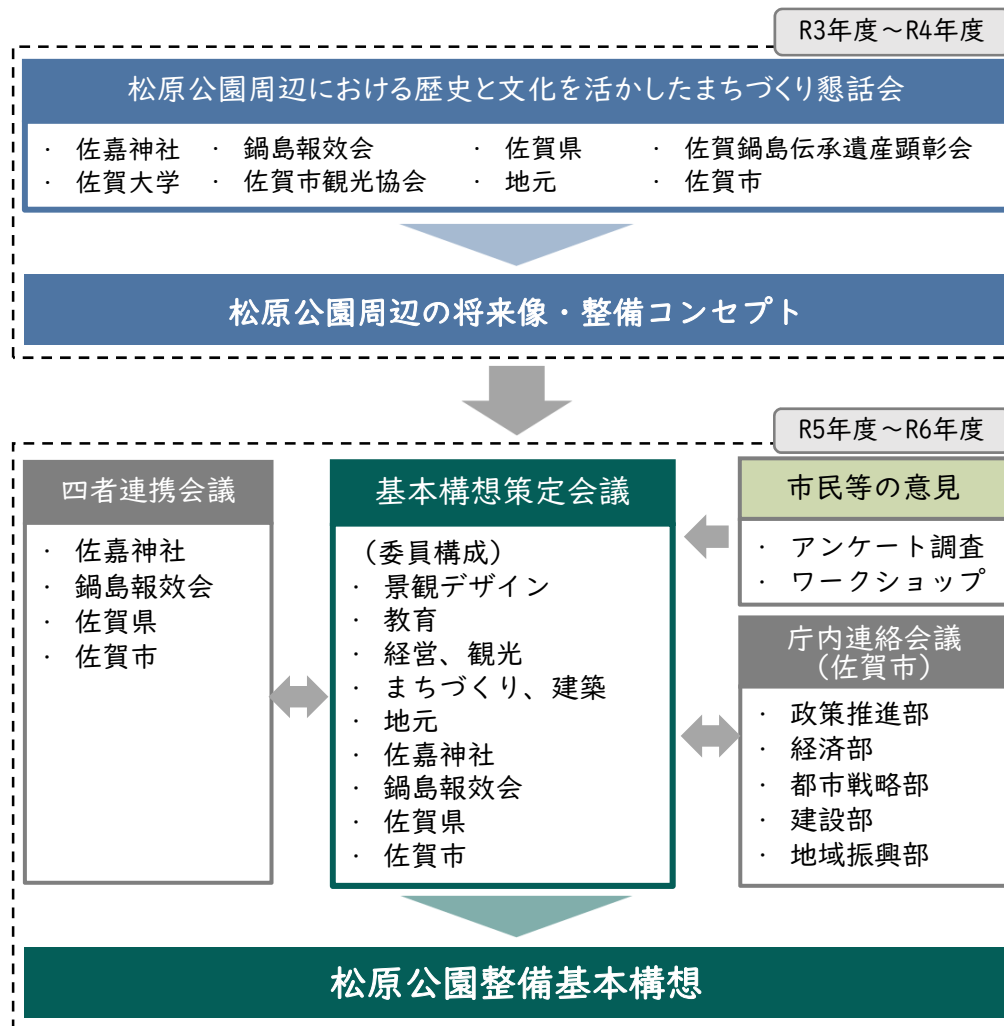 R3年度~R4年度
松原公園周辺における歴史と文化を活かしたまちづくり懇話会
・ 佐嘉神社 ・ 鍋島報效会 ・ 佐賀県 ・ 佐賀鍋島伝承遺産顕彰会
・ 佐賀大学 ・ 佐賀市観光協会 ・ 地元 ・ 佐賀市
松原公園周辺の将来像・整備コンセプト
R5年度~R6年度
四者連携会議
・ 佐嘉神社
・ 鍋島報效会
・ 佐賀県
・ 佐賀市
基本構想策定会議
(委員構成)
・ 景観デザイン
・ 教育
・ 経営、観光
・ まちづくり、建築
・ 地元
・ 佐嘉神社
・ 鍋島報效会
・ 佐賀県
・ 佐賀市
市民等の意見
・ アンケート調査
・ ワークショップ
庁内連絡会議
(佐賀市)
・ 政策推進部
・ 経済部
・ 都市戦略部
・ 建設部
・ 地域振興部
松原公園整備基本構想